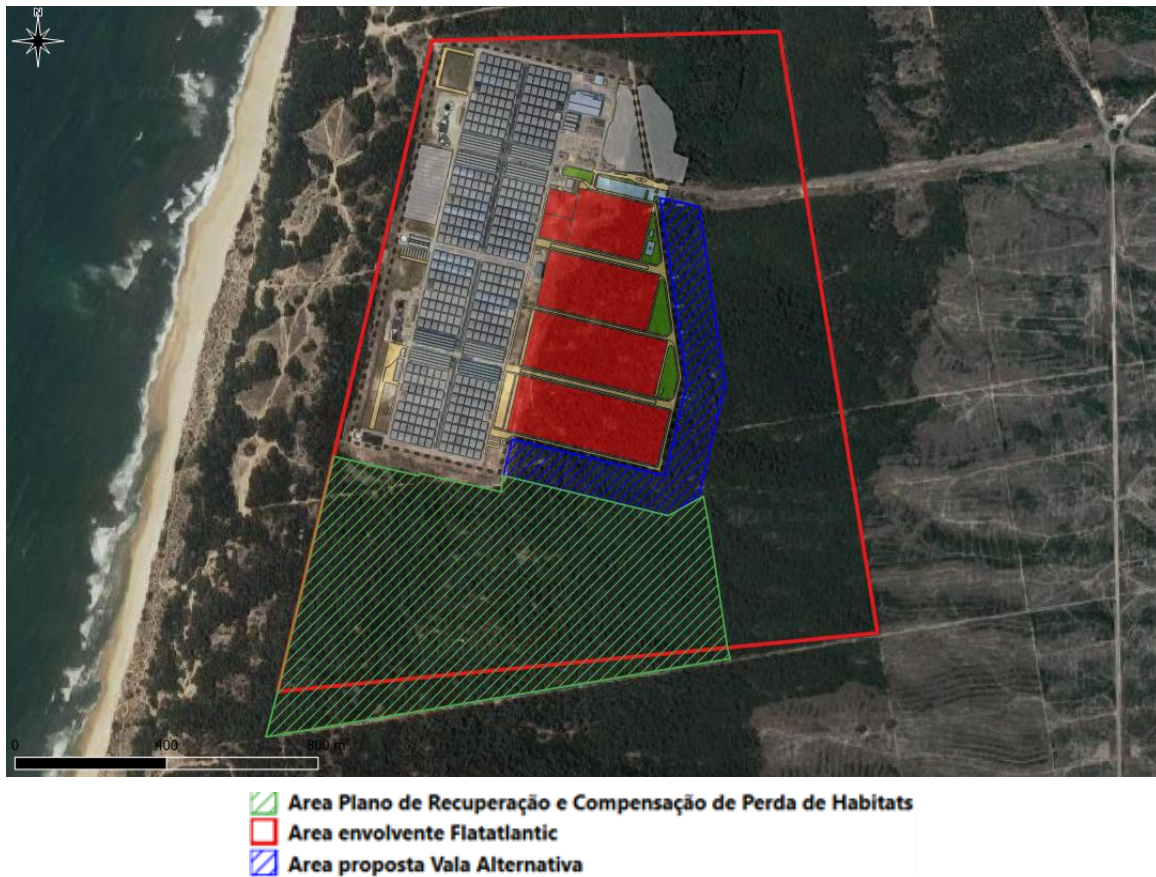 N
© 202
0
400
800 m
Area Plano de Recuperação e Compensação de Perda de Habitats
Area envolvente Flatatlantic
Area proposta Vala Alternativa